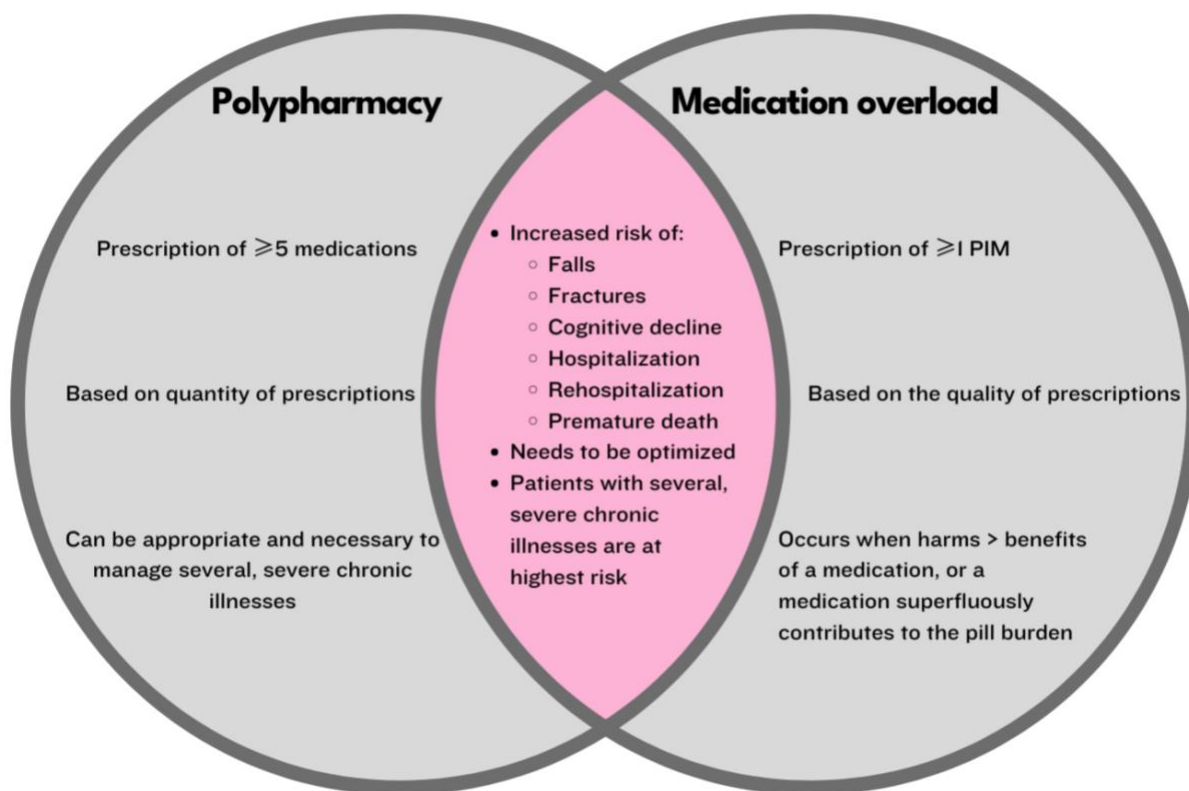 Polypharmacy
Prescription of ⩾5 medications
Based on quantity of prescriptions
Can be appropriate and necessary to
manage several, severe chronic
illnesses
• Increased risk of:
◦ Falls
◦ Fractures
◦ Cognitive decline
◦ Hospitalization
◦ Rehospitalization
◦ Premature death
• Needs to be optimized
• Patients with several,
severe chronic
illnesses are at
highest risk
Medication overload
Prescription of ⩾1 PIM
Based on the quality of prescriptions
Occurs when harms > benefits
of a medication, or a
medication superfluously
contributes to the pill burden